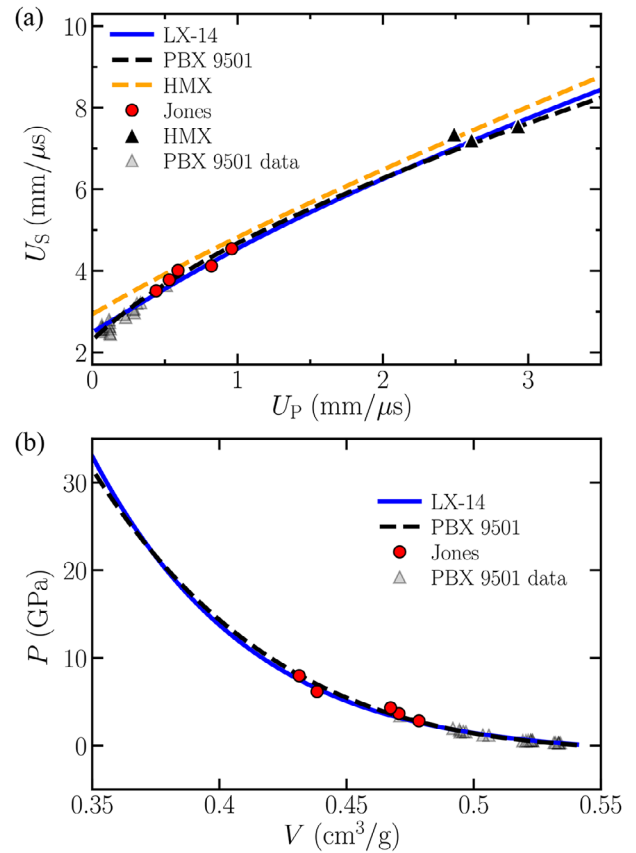 (a)
10
8
6
4
2
U_S (mm/μs)
LX-14
PBX 9501
HMX
Jones
HMX
PBX 9501 data
0
1
2
3
U_P (mm/μs)
(b)
30
20
10
0
P (GPa)
LX-14
PBX 9501
Jones
PBX 9501 data
0.35
0.4
0.45
0.5
0.55
V (cm³/g)